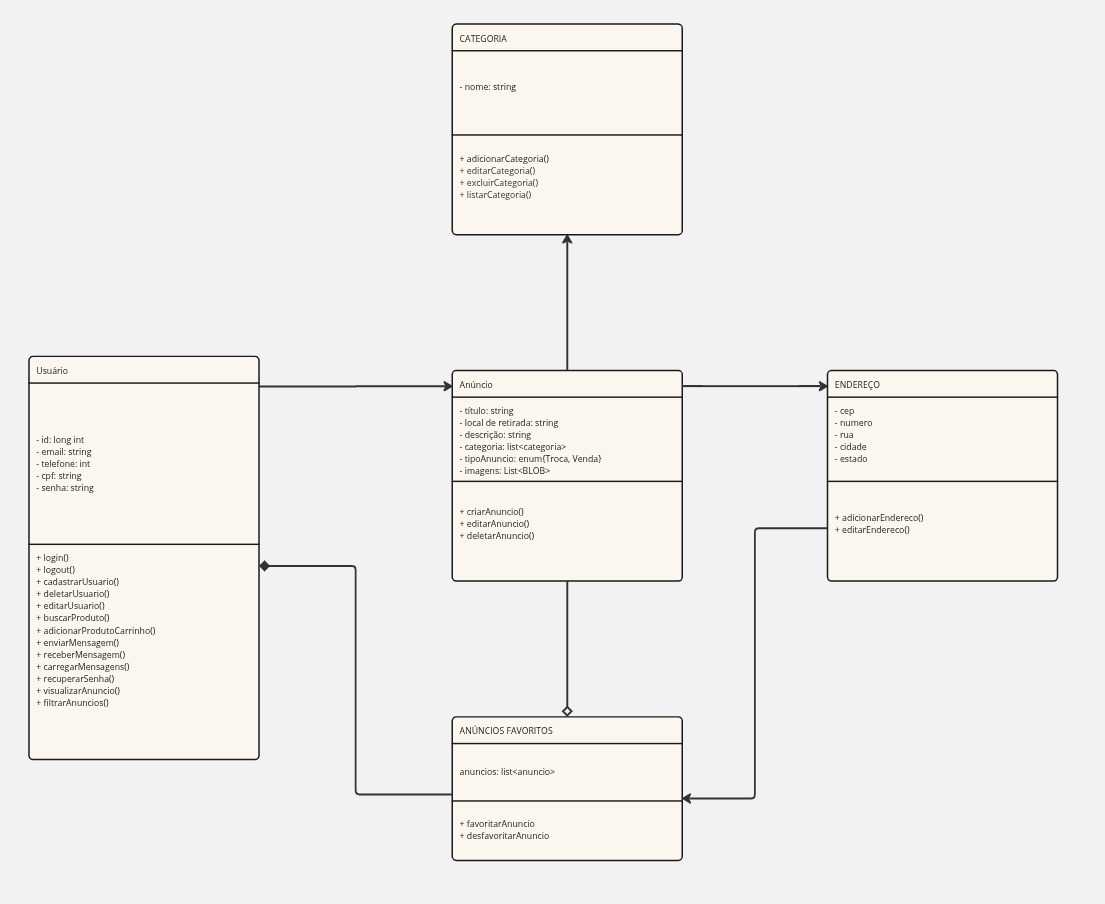 CATEGORIA
- nome: string
+ adicionarCategoria()
+ editarCategoria()
+ excluirCategoria()
+ listarCategoria()
Usuário
- id: long int
- email: string
- telefone: int
- cpf: string
- senha: string
+ login()
+ logout()
+ cadastrarUsuario()
+ deletarUsuario()
+ editarUsuario()
+ buscarProduto()
+ adicionarProdutoCarrinho()
+ enviarMensagem()
+ receberMensagem()
+ carregarMensagens()
+ recuperarSenha()
+ visualizarAnuncio()
+ filtrarAnuncios()
Anúncio
- título: string
- local de retirada: string
- descrição: string
- categoria: list<categoria>
- tipoAnuncio: enum{Troca, Venda}
- imagens: List<BLOB>
+ criarAnuncio()
+ editarAnuncio()
+ deletarAnuncio()
ENDEREÇO
- cep
- numero
- rua
- cidade
- estado
+ adicionarEndereco()
+ editarEndereco()
ANÚNCIOS FAVORITOS
anuncios: list<anuncio>
+ favoritarAnuncio
+ desfavoritarAnuncio